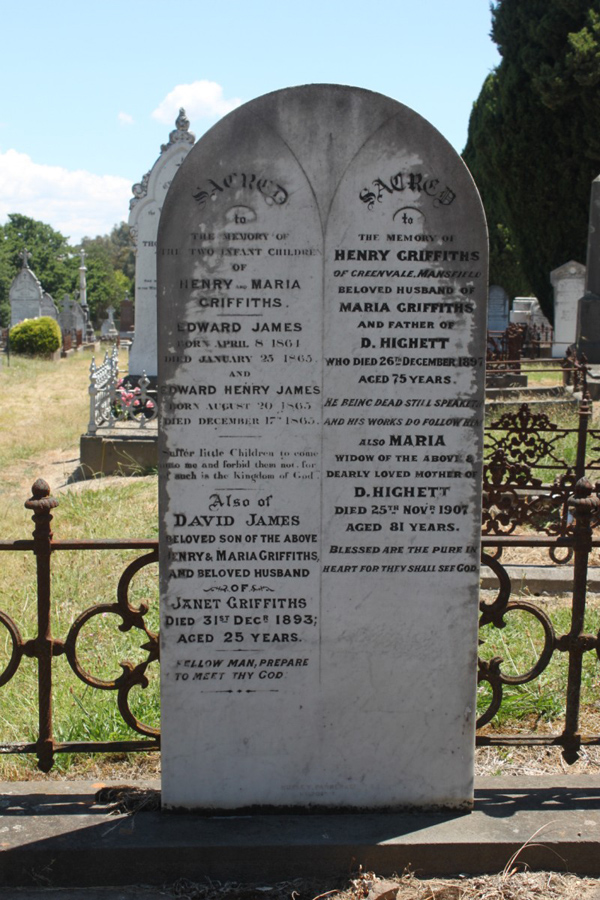 SACRED
to
THE MEMORY OF
THE TWO INFANT CHILDREN
OF
HENRY AND MARIA
GRIFFITHS.
EDWARD JAMES
BORN APRIL 8 1864
DIED JANUARY 25 1865.
AND
EDWARD HENRY JAMES
BORN AUGUST 20 1865
DIED DECEMBER 17TH 1865.
Suffer little Children to come
unto me and forbid them not, for
of such is the Kingdom of God
Also of
DAVID JAMES
BELOVED SON OF THE ABOVE
HENRY & MARIA GRIFFITHS,
AND BELOVED HUSBAND
OF
JANET GRIFFITHS
DIED 31ST DECR 1893;
AGED 25 YEARS.
FELLOW MAN, PREPARE
TO MEET THY GOD
SACRED
to
THE MEMORY OF
HENRY GRIFFITHS
OF GREENVALE, MANSFIELD
BELOVED HUSBAND OF
MARIA GRIFFITHS
AND FATHER OF
D. HIGHETT
WHO DIED 26TH DECEMBER 1897
AGED 75 YEARS.
HE BEING DEAD STILL SPEAKETH
AND HIS WORKS DO FOLLOW HIM
ALSO MARIA
WIDOW OF THE ABOVE &
DEARLY LOVED MOTHER OF
D. HIGHETT
DIED 25TH NOVR 1907
AGED 81 YEARS.
BLESSED ARE THE PURE IN
HEART FOR THEY SHALL SEE GOD